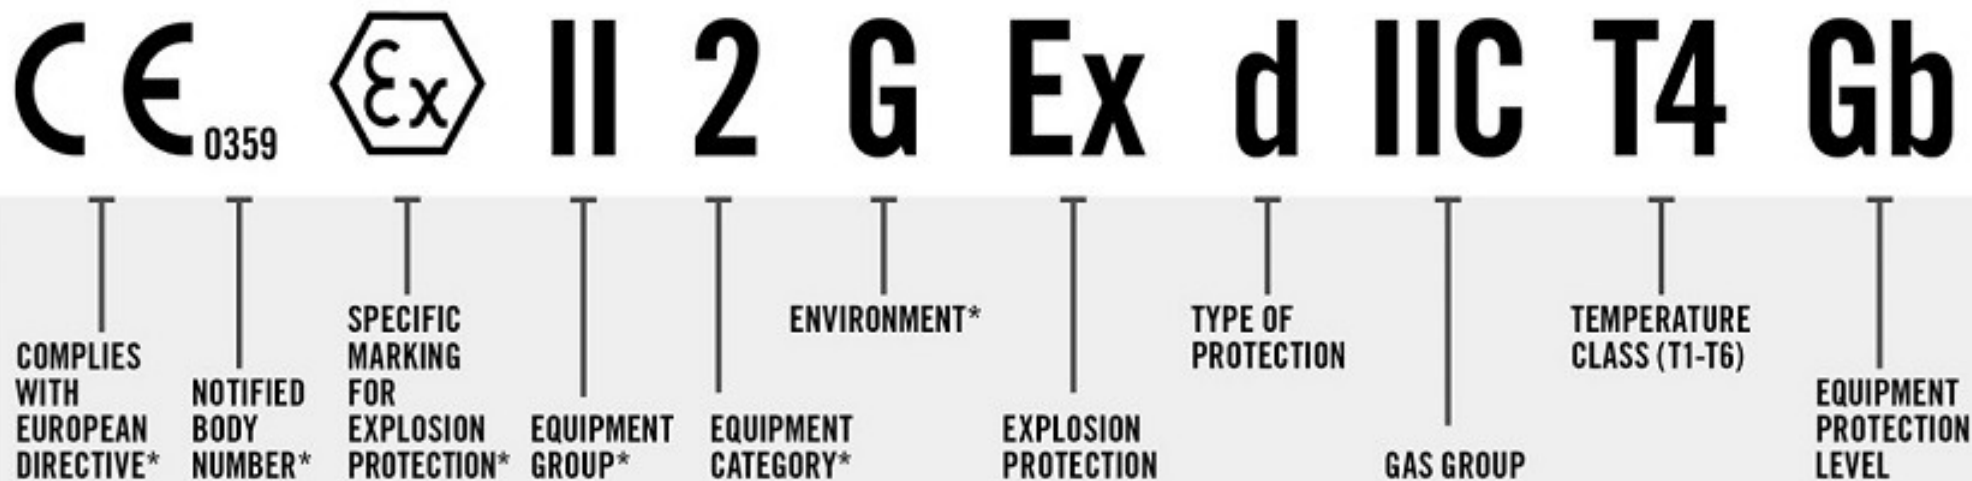 CE 0359 Ex II 2 G Ex d IIC T4 Gb
COMPLIES
WITH
EUROPEAN
DIRECTIVE*
NOTIFIED
BODY
NUMBER*
SPECIFIC
MARKING
FOR
EXPLOSION
PROTECTION*
EQUIPMENT
GROUP*
EQUIPMENT
CATEGORY*
ENVIRONMENT*
EXPLOSION
PROTECTION
TYPE OF
PROTECTION
GAS GROUP
TEMPERATURE
CLASS (T1-T6)
EQUIPMENT
PROTECTION
LEVEL